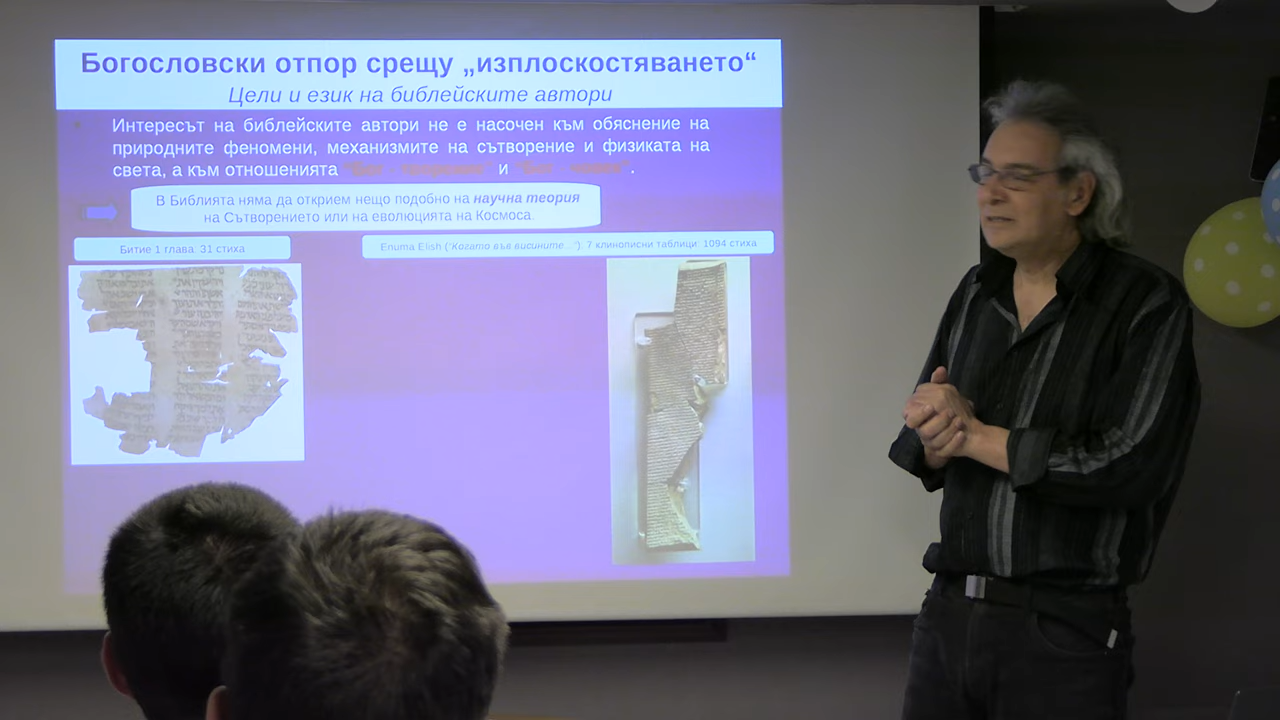 Богословски отпор срещу „изплоскостяването“
Цели и език на библейските автори
Интересът на библейските автори не е насочен към обяснение на
природните феномени, механизмите на сътворение и физиката на
света, а към отношенията и .
В Библията няма да открием нещо подобно на научна теория
на Сътворението или на еволюцията на Космоса.
Битие 1 глава: 31 стиха
Enuma Elish ("Когато във висините..."): 7 клинописни таблици: 1094 стиха